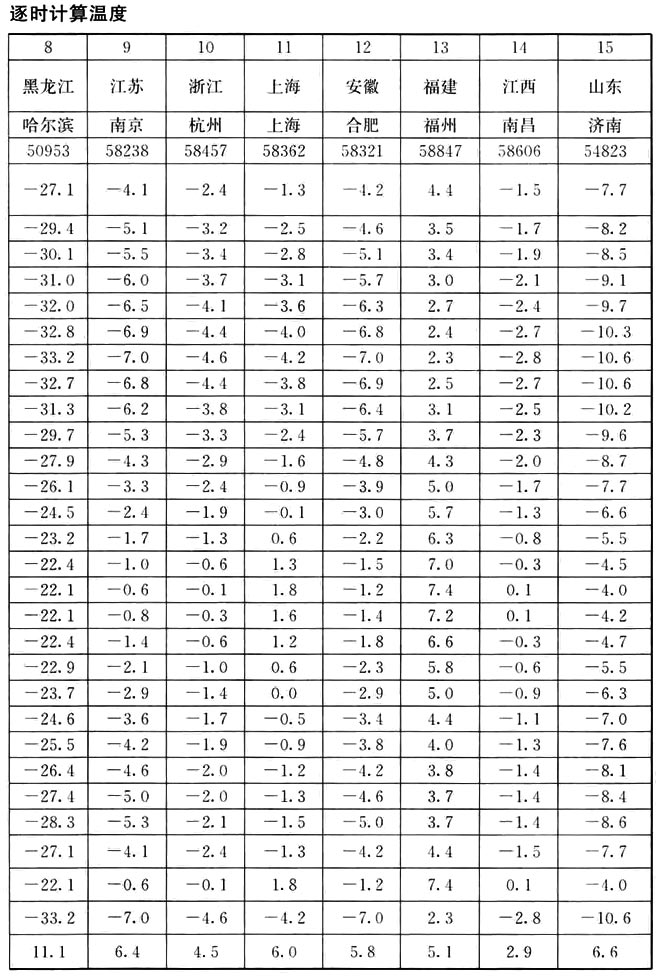 逐时计算温度
8 9 10 11 12 13 14 15
黑龙江 江苏 浙江 上海 安徽 福建 江西 山东
哈尔滨 南京 杭州 上海 合肥 福州 南昌 济南
50953 58238 58457 58362 58321 58847 58606 54823
−27.1 −4.1 −2.4 −1.3 −4.2 4.4 −1.5 −7.7
−29.4 −5.1 −3.2 −2.5 −4.6 3.5 −1.7 −8.2
−30.1 −5.5 −3.4 −2.8 −5.1 3.4 −1.9 −8.5
−31.0 −6.0 −3.7 −3.1 −5.7 3.0 −2.1 −9.1
−32.0 −6.5 −4.1 −3.6 −6.3 2.7 −2.4 −9.7
−32.8 −6.9 −4.4 −4.0 −6.8 2.4 −2.7 −10.3
−33.2 −7.0 −4.6 −4.2 −7.0 2.3 −2.8 −10.6
−32.7 −6.8 −4.4 −3.8 −6.9 2.5 −2.7 −10.6
−31.3 −6.2 −3.8 −3.1 −6.4 3.1 −2.5 −10.2
−29.7 −5.3 −3.3 −2.4 −5.7 3.7 −2.3 −9.6
−27.9 −4.3 −2.9 −1.6 −4.8 4.3 −2.0 −8.7
−26.1 −3.3 −2.4 −0.9 −3.9 5.0 −1.7 −7.7
−24.5 −2.4 −1.9 −0.1 −3.0 5.7 −1.3 −6.6
−23.2 −1.7 −1.3 0.6 −2.2 6.3 −0.8 −5.5
−22.4 −1.0 −0.6 1.3 −1.5 7.0 −0.3 −4.5
−22.1 −0.6 −0.1 1.8 −1.2 7.4 0.1 −4.0
−22.1 −0.8 −0.3 1.6 −1.4 7.2 0.1 −4.2
−22.4 −1.4 −0.6 1.2 −1.8 6.6 −0.3 −4.7
−22.9 −2.1 −1.0 0.6 −2.3 5.8 −0.6 −5.5
−23.7 −2.9 −1.4 0.0 −2.9 5.0 −0.9 −6.3
−24.6 −3.6 −1.7 −0.5 −3.4 4.4 −1.1 −7.0
−25.5 −4.2 −1.9 −0.9 −3.8 4.0 −1.3 −7.6
−26.4 −4.6 −2.0 −1.2 −4.2 3.8 −1.4 −8.1
−27.4 −5.0 −2.0 −1.3 −4.6 3.7 −1.4 −8.4
−28.3 −5.3 −2.1 −1.5 −5.0 3.7 −1.4 −8.6
−27.1 −4.1 −2.4 −1.3 −4.2 4.4 −1.5 −7.7
−22.1 −0.6 −0.1 1.8 −1.2 7.4 0.1 −4.0
−33.2 −7.0 −4.6 −4.2 −7.0 2.3 −2.8 −10.6
11.1 6.4 4.5 6.0 5.8 5.1 2.9 6.6